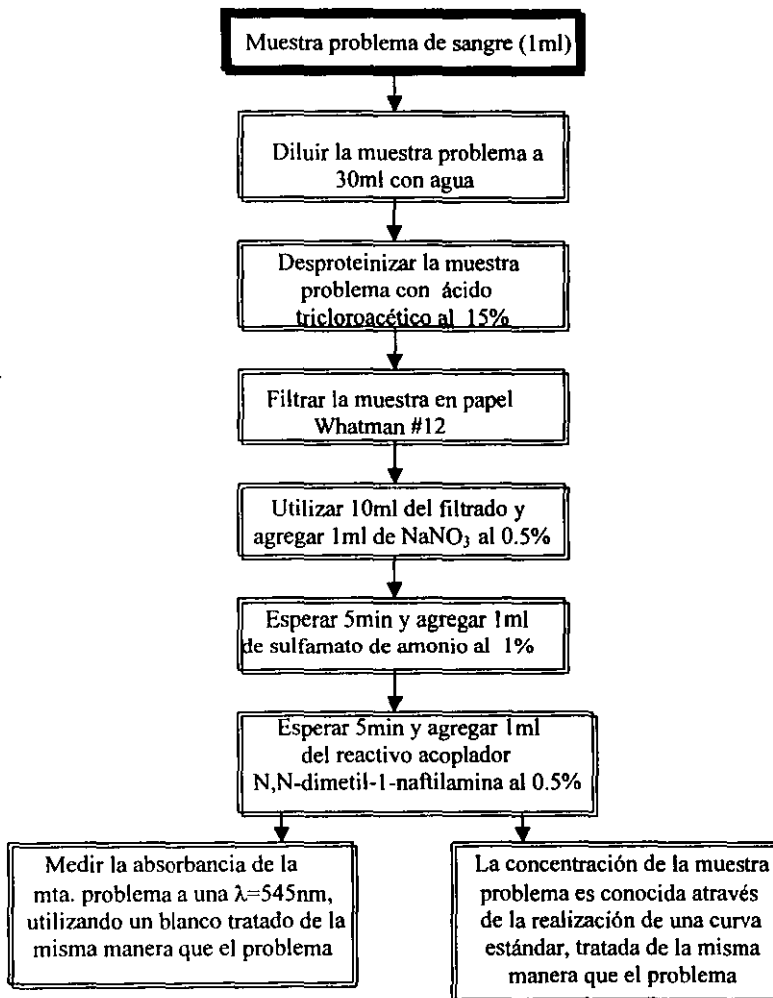 Muestra problema de sangre (1ml)
Diluir la muestra problema a
30ml con agua
Desproteinizar la muestra
problema con ácido
tricloroacético al 15%
Filtrar la muestra en papel
Whatman #12
Utilizar 10ml del filtrado y
agregar 1ml de NaNO₃ al 0.5%
Esperar 5min y agregar 1ml
de sulfamato de amonio al 1%
Esperar 5min y agregar 1ml
del reactivo acoplador
N,N-dimetil-1-naftilamina al 0.5%
Medir la absorbancia de la
mta. problema a una λ=545nm,
utilizando un blanco tratado de la
misma manera que el problema
La concentración de la muestra
problema es conocida através
de la realización de una curva
estándar, tratada de la misma
manera que el problema